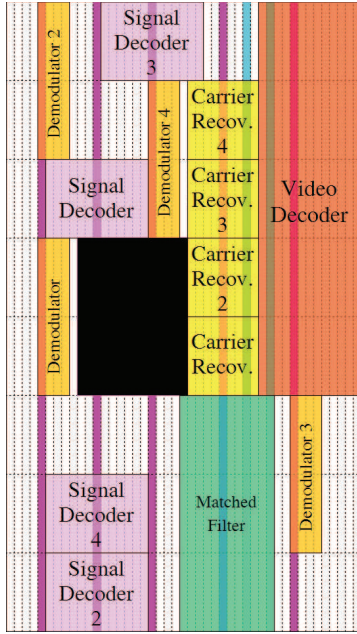 Demodulator 2
Signal
Decoder
3
Demodulator 4
Carrier
Recov.
4
Signal
Decoder
Carrier
Recov.
3
Video
Decoder
Demodulator
Carrier
Recov.
2
Carrier
Recov.
Signal
Decoder
4
Matched
Filter
Demodulator 3
Signal
Decoder
2